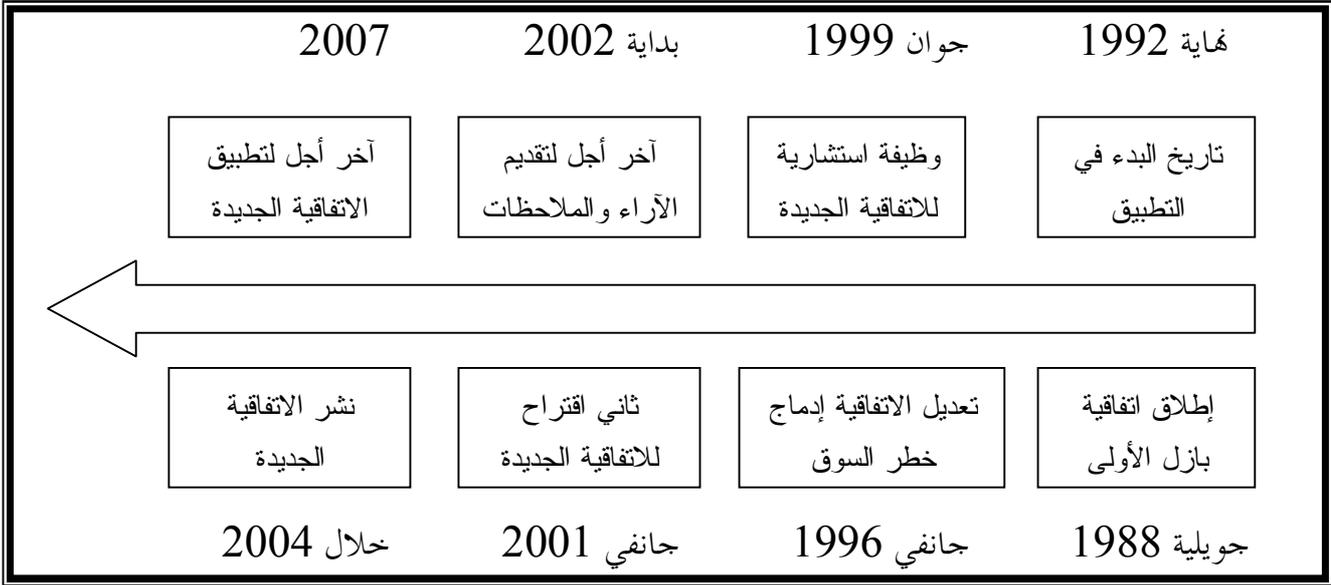 نهاية 1992
جوان 1999
بداية 2002
2007
تاريخ البدء في
التطبيق
وظيفة استشارية
للاتفاقية الجديدة
آخر أجل لتقديم
الآراء والملاحظات
آخر أجل لتطبيق
الاتفاقية الجديدة
إطلاق اتفاقية
بازل الأولى
تعديل الاتفاقية إدماج
خطر السوق
ثاني اقتراح
للاتفاقية الجديدة
نشر الاتفاقية
الجديدة
جويلية 1988
جانفي 1996
جانفي 2001
خلال 2004